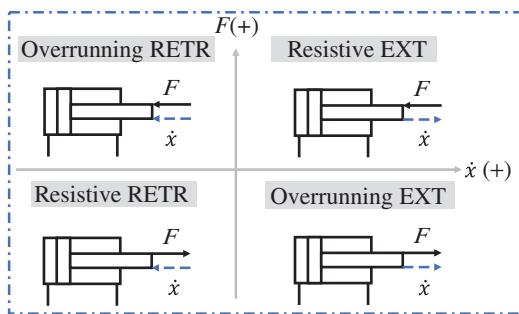 F(+)
Overrunning RETR
Resistive EXT
F
ẋ
F
ẋ
ẋ (+)
Resistive RETR
Overrunning EXT
F
ẋ
F
ẋ